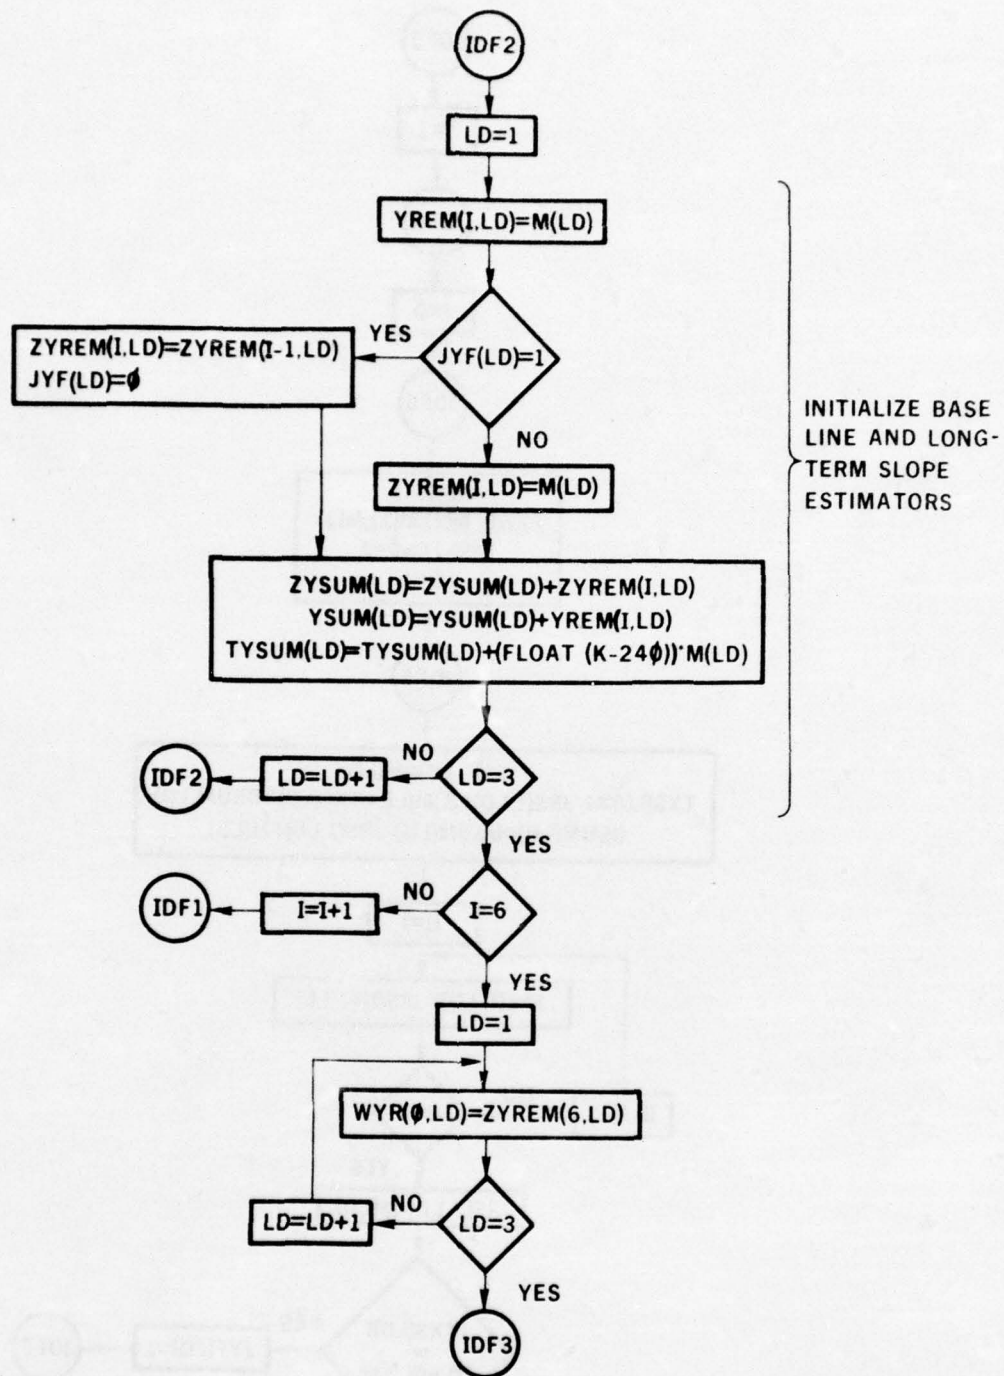 IDF2
LD=1
YREM(I,LD)=M(LD)
YES
JYF(LD)=1
ZYREM(I,LD)=ZYREM(I-1,LD)
JYF(LD)=∅
NO
ZYREM(I,LD)=M(LD)
INITIALIZE BASE
LINE AND LONG-
TERM SLOPE
ESTIMATORS
ZYSUM(LD)=ZYSUM(LD)+ZYREM(I,LD)
YSUM(LD)=YSUM(LD)+YREM(I,LD)
TYSUM(LD)=TYSUM(LD)+(FLOAT (K-24∅))·M(LD)
IDF2
LD=LD+1
NO
LD=3
YES
IDF1
I=I+1
NO
I=6
YES
LD=1
WYR(∅,LD)=ZYREM(6,LD)
LD=LD+1
NO
LD=3
YES
IDF3